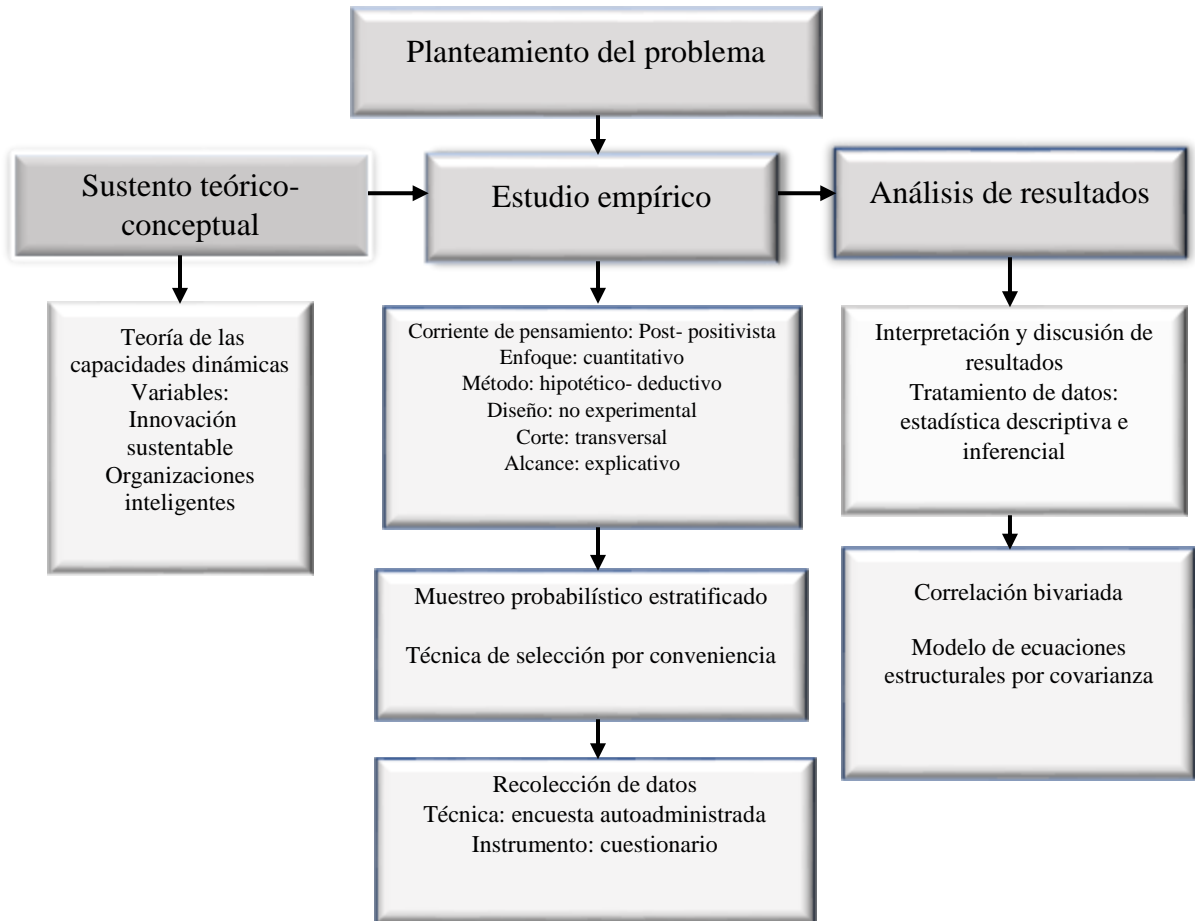 Planteamiento del problema
Sustento teórico-
conceptual
Estudio empírico
Análisis de resultados
Teoría de las
capacidades dinámicas
Variables:
Innovación
sustentable
Organizaciones
inteligentes
Corriente de pensamiento: Post- positivista
Enfoque: cuantitativo
Método: hipotético- deductivo
Diseño: no experimental
Corte: transversal
Alcance: explicativo
Interpretación y discusión de
resultados
Tratamiento de datos:
estadística descriptiva e
inferencial
Muestreo probabilístico estratificado
Técnica de selección por conveniencia
Correlación bivariada
Modelo de ecuaciones
estructurales por covarianza
Recolección de datos
Técnica: encuesta autoadministrada
Instrumento: cuestionario